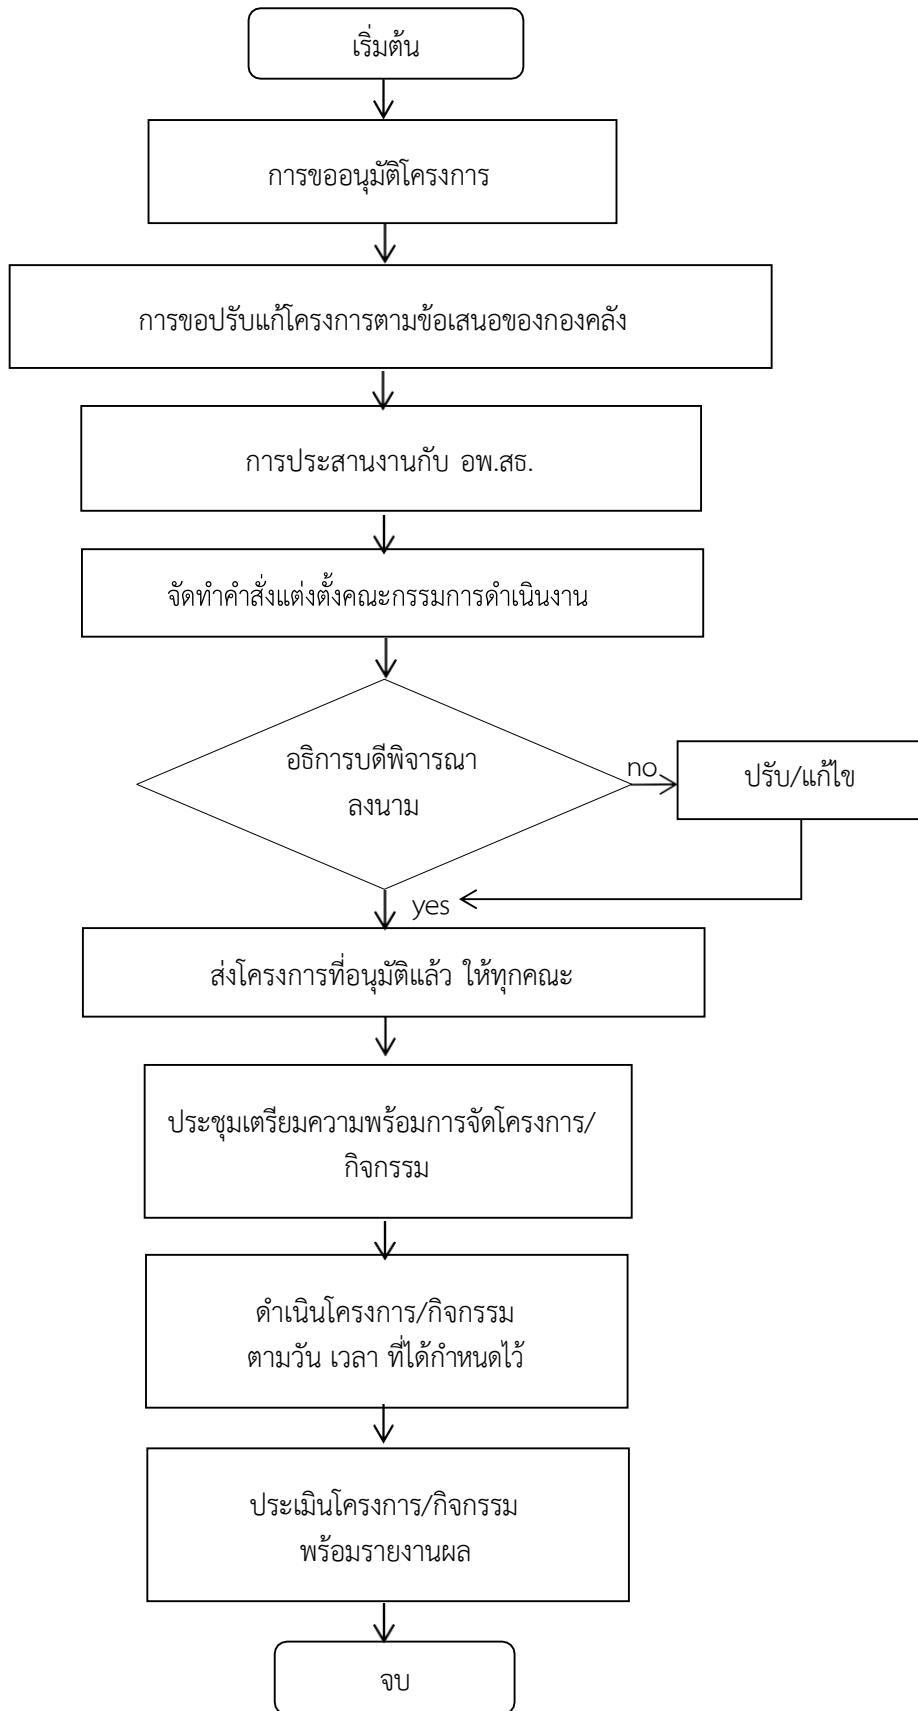 เริ่มต้น
การขออนุมัติโครงการ
การขอปรับแก้โครงการตามข้อเสนอของกองคลัง
การประสานงานกับ อพ.สธ.
จัดทำคำสั่งแต่งตั้งคณะกรรมการดำเนินงาน
อธิการบดีพิจารณา
ลงนาม
no
ปรับ/แก้ไข
yes
ส่งโครงการที่อนุมัติแล้ว ให้ทุกคณะ
ประชุมเตรียมความพร้อมการจัดโครงการ/
กิจกรรม
ดำเนินโครงการ/กิจกรรม
ตามวัน เวลา ที่ได้กำหนดไว้
ประเมินโครงการ/กิจกรรม
พร้อมรายงานผล
จบ